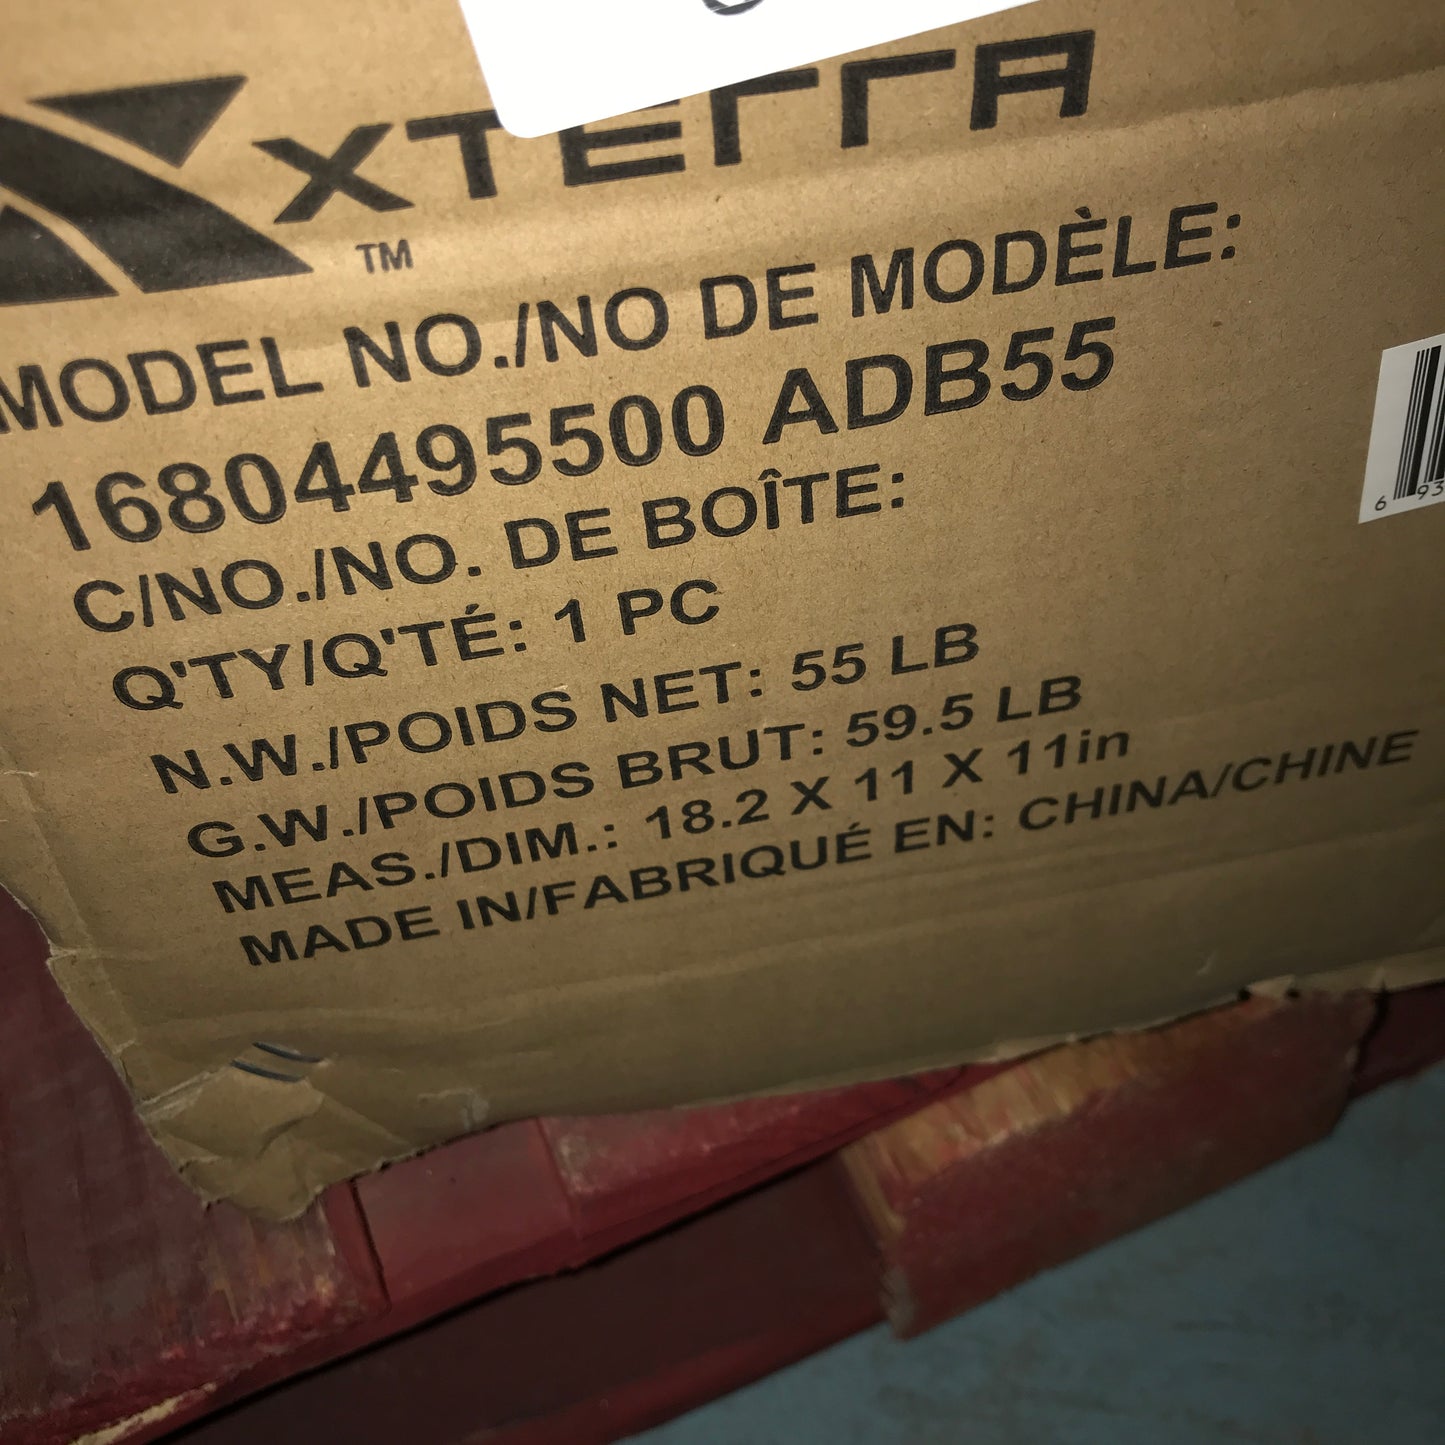 XTERRA
TM
MODEL NO./NO DE MODÈLE:
16804495500 ADB55
C/NO./NO. DE BOÎTE:
Q'TY/Q'TÉ: 1 PC
N.W./POIDS NET: 55 LB
G.W./POIDS BRUT: 59.5 LB
MEAS./DIM.: 18.2 X 11 X 11in
MADE IN/FABRIQUÉ EN: CHINA/CHINE
6 93